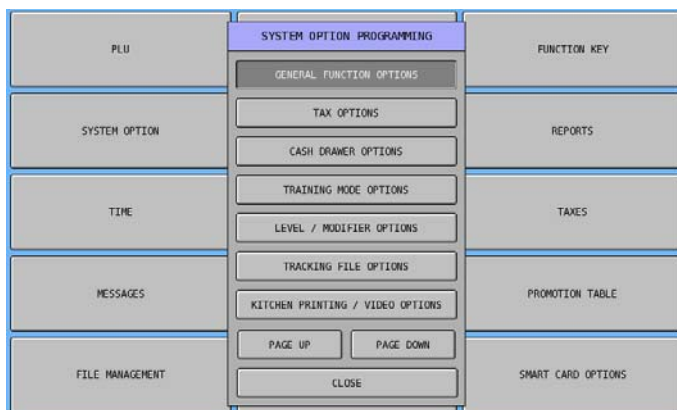 PLU
SYSTEM OPTION PROGRAMMING
FUNCTION KEY
GENERAL FUNCTION OPTIONS
TAX OPTIONS
SYSTEM OPTION
REPORTS
CASH DRAWER OPTIONS
TRAINING MODE OPTIONS
TIME
TAXES
LEVEL / MODIFIER OPTIONS
TRACKING FILE OPTIONS
MESSAGES
PROMOTION TABLE
KITCHEN PRINTING / VIDEO OPTIONS
PAGE UP
PAGE DOWN
FILE MANAGEMENT
SMART CARD OPTIONS
CLOSE